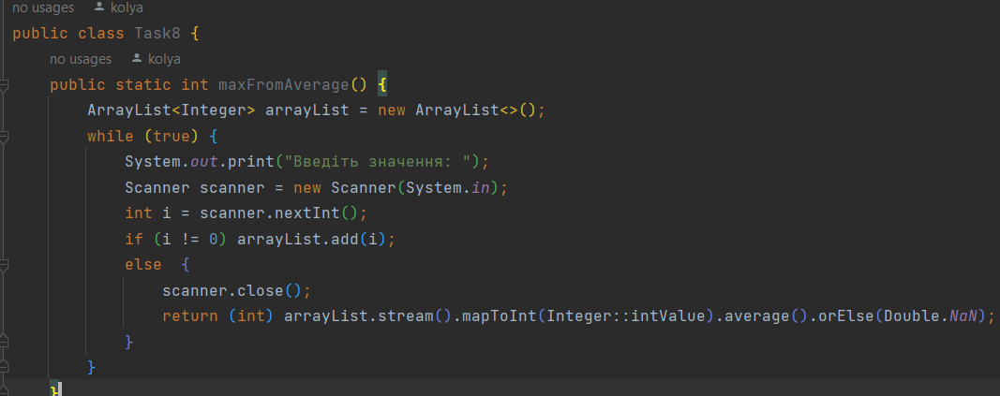 no usages kolya
public class Task8 {
no usages kolya
public static int maxFromAverage() {
ArrayList<Integer> arrayList = new ArrayList<>();
while (true) {
System.out.print("Введіть значення: ");
Scanner scanner = new Scanner(System.in);
int i = scanner.nextInt();
if (i != 0) arrayList.add(i);
else  {
scanner.close();
return (int) arrayList.stream().mapToInt(Integer::intValue).average().orElse(Double.NaN);
}
}
}